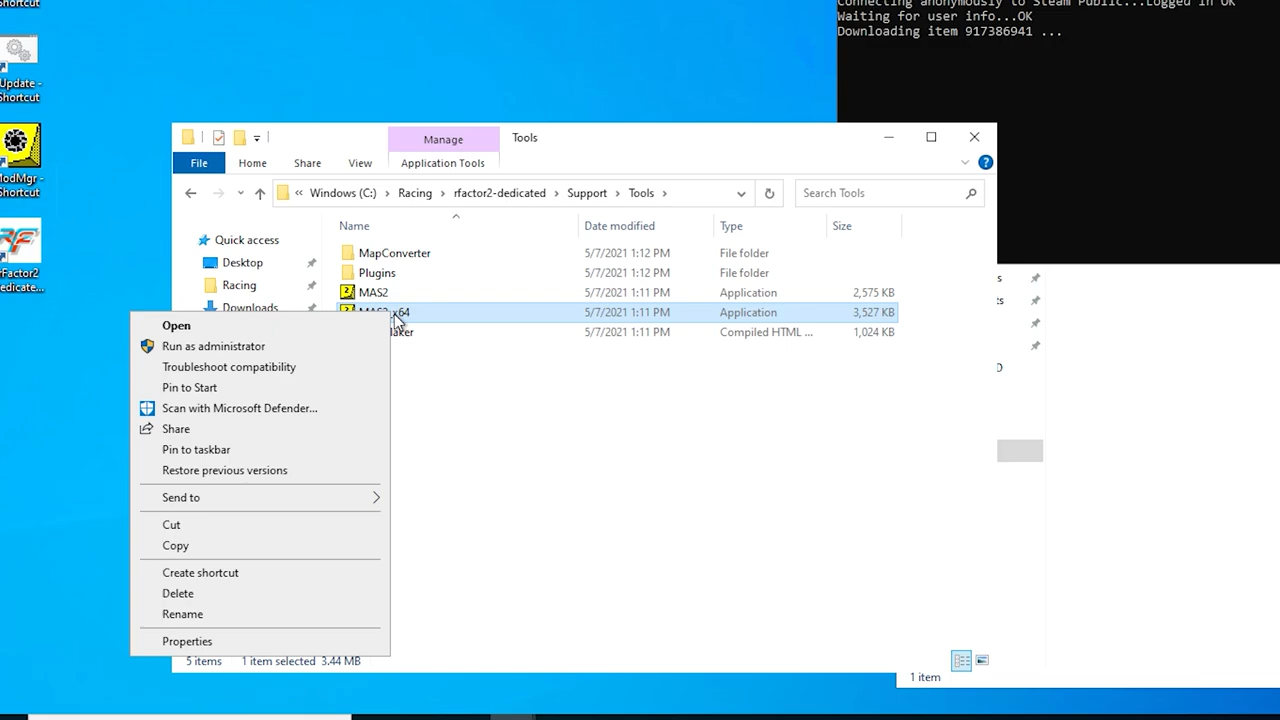 Shortcut
Connecting anonymously to Steam Public...Logged in OK
Waiting for user info...OK
Downloading item 917386941 ...
Update -
Shortcut
ModMgr -
Shortcut
rFactor2
Dedicate...
Manage
Tools
File
Home
Share
View
Application Tools
«
Windows (C:)
Racing
rfactor2-dedicated
Support
Tools
Search Tools
Name
Date modified
Type
Size
Quick access
Desktop
Racing
Downloads
MapConverter
5/7/2021 1:12 PM
File folder
Plugins
5/7/2021 1:12 PM
File folder
MAS2
5/7/2021 1:11 PM
Application
2,575 KB
MAS2_x64
5/7/2021 1:11 PM
Application
3,527 KB
aker
5/7/2021 1:11 PM
Compiled HTML ...
1,024 KB
Open
Run as administrator
Troubleshoot compatibility
Pin to Start
Scan with Microsoft Defender...
Share
Pin to taskbar
Restore previous versions
Send to
Cut
Copy
Create shortcut
Delete
Rename
Properties
5 items
1 item selected
3.44 MB
1 item